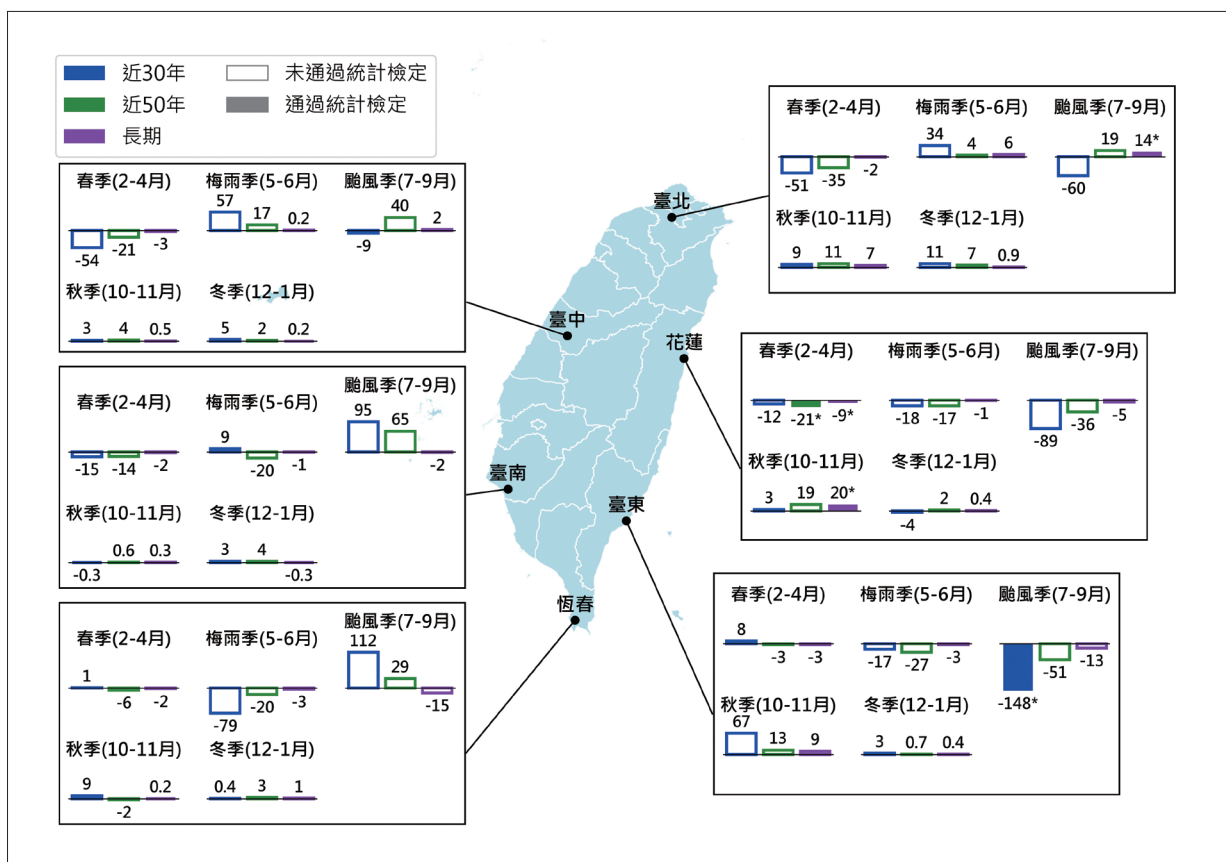 近30年
未通過統計檢定
近50年
通過統計檢定
長期
春季(2-4月) 梅雨季(5-6月) 颱風季(7-9月)
-54 -21 -3
57 17 0.2
-9 40 2
秋季(10-11月) 冬季(12-1月)
3 4 0.5
5 2 0.2
春季(2-4月) 梅雨季(5-6月) 颱風季(7-9月)
-15 -14 -2
9 -20 -1
95 65 -2
秋季(10-11月) 冬季(12-1月)
-0.3 0.6 0.3
3 4 -0.3
春季(2-4月) 梅雨季(5-6月) 颱風季(7-9月)
1 -6 -2
-79 -20 -3
112 29 -15
秋季(10-11月) 冬季(12-1月)
9 -2 0.2
0.4 3 1
臺北
臺中
花蓮
臺南
臺東
恆春
春季(2-4月) 梅雨季(5-6月) 颱風季(7-9月)
-51 -35 -2
34 4 6
-60 19 14*
秋季(10-11月) 冬季(12-1月)
9 11 7
11 7 0.9
春季(2-4月) 梅雨季(5-6月) 颱風季(7-9月)
-12 -21* -9*
-18 -17 -1
-89 -36 -5
秋季(10-11月) 冬季(12-1月)
3 19 20*
-4 2 0.4
春季(2-4月) 梅雨季(5-6月) 颱風季(7-9月)
8 -3 -3
-17 -27 -3
-148* -51 -13
秋季(10-11月) 冬季(12-1月)
67 13 9
3 0.7 0.4